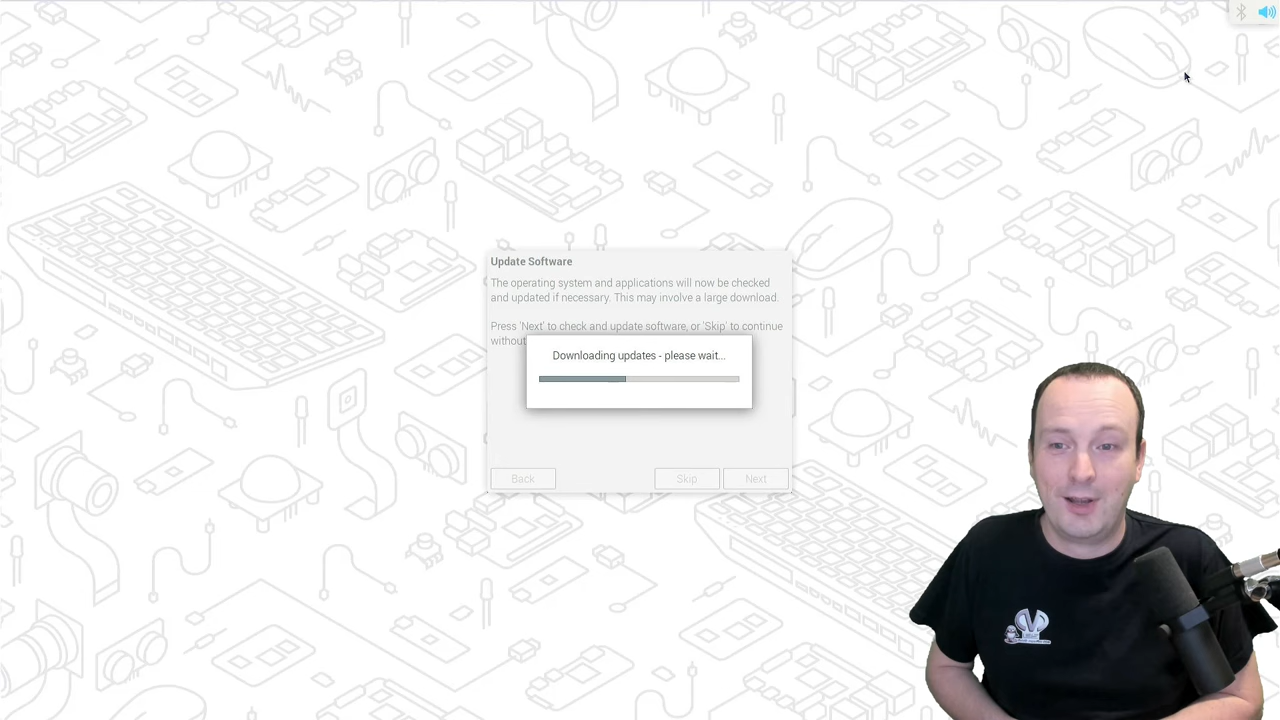 Update Software
The operating system and applications will now be checked
and updated if necessary. This may involve a large download.
Press 'Next' to check and update software, or 'Skip' to continue
without
Downloading updates - please wait...
Back
Skip
Next